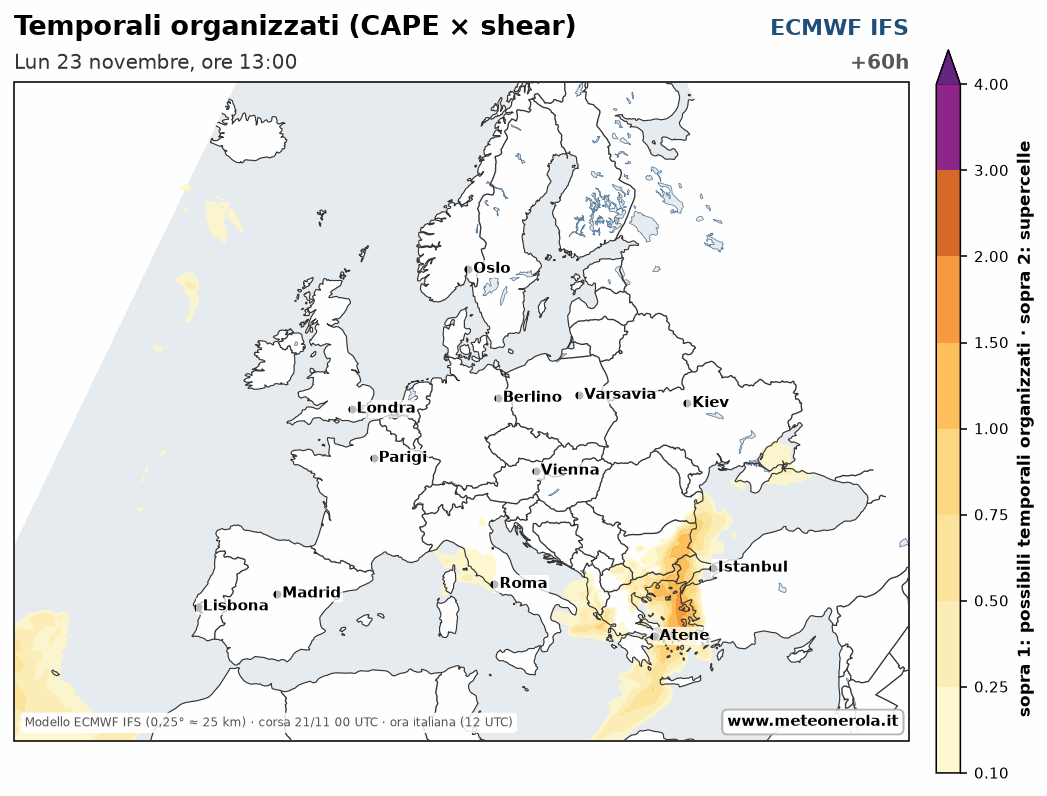 Temporali organizzati (CAPE × shear)
ECMWF IFS
Lun 23 novembre, ore 13:00
+60h
Oslo
Berlino
Varsavia
Kiev
Londra
Parigi
Vienna
Istanbul
Roma
Madrid
Lisbona
Atene
Modello ECMWF IFS (0,25° ≈ 25 km) · corsa 21/11 00 UTC · ora italiana (12 UTC)
www.meteonerola.it
4.00
3.00
2.00
1.50
1.00
0.75
0.50
0.25
0.10
sopra 1: possibili temporali organizzati · sopra 2: supercelle